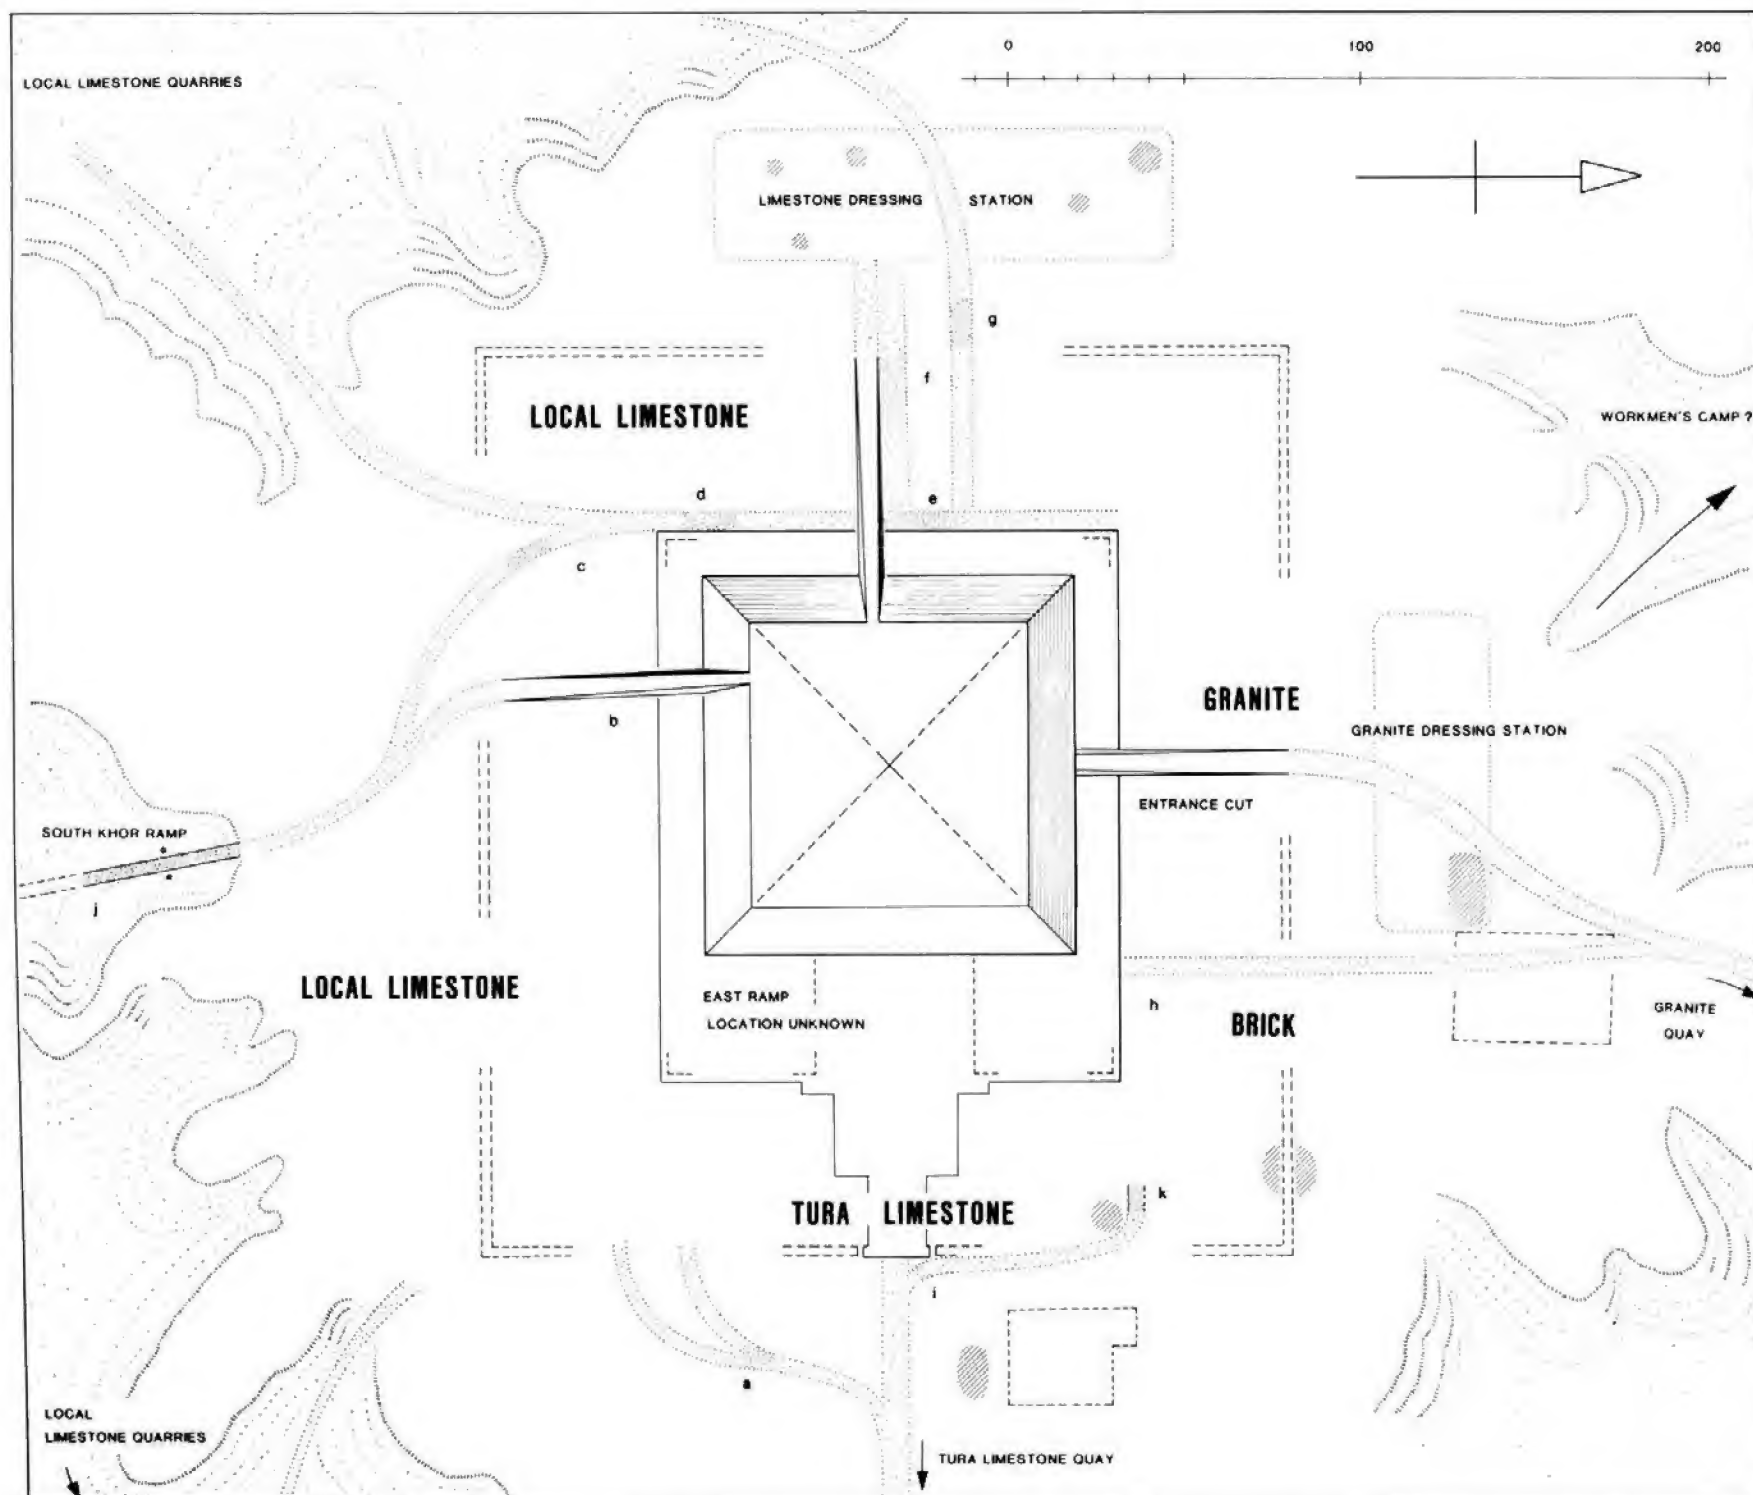 0 100 200
LOCAL LIMESTONE QUARRIES
LIMESTONE DRESSING STATION
g
f
WORKMEN'S CAMP ?
LOCAL LIMESTONE
d
e
c
GRANITE
b
GRANITE DRESSING STATION
ENTRANCE CUT
SOUTH KHOR RAMP
j
LOCAL LIMESTONE
EAST RAMP
LOCATION UNKNOWN
h
GRANITE
QUAY
BRICK
k
TURA LIMESTONE
i
a
LOCAL
LIMESTONE QUARRIES
TURA LIMESTONE QUAY